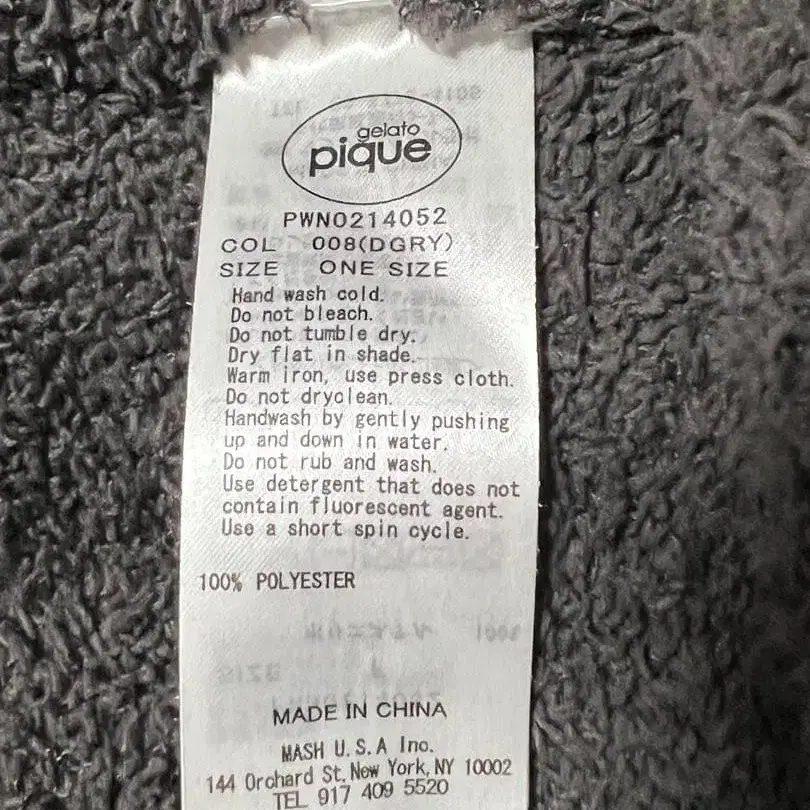 gelato
pique
PWNO214052
COL 008(DGRY)
SIZE ONE SIZE
Hand wash cold.
Do not bleach.
Do not tumble dry.
Dry flat in shade.
Warm iron, use press cloth.
Do not dryclean.
Handwash by gently pushing
up and down in water.
Do not rub and wash.
Use detergent that does not
contain fluorescent agent.
Use a short spin cycle.
100% POLYESTER
MADE IN CHINA
MASH U.S.A Inc.
144 Orchard St, New York, NY 10002
TEL 917 409 5520